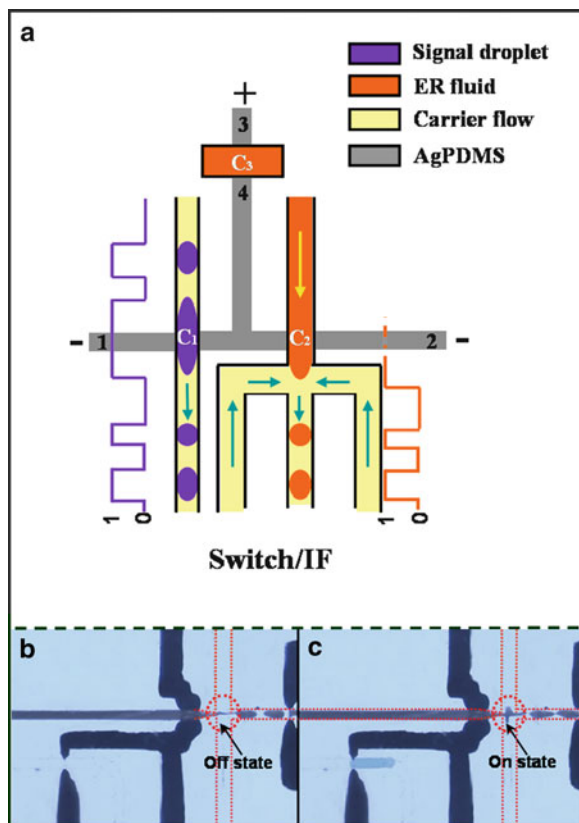 a
Signal droplet
ER fluid
Carrier flow
AgPDMS
+
3
C₃
4
- 1 C₁ C₂ 2 -
1 0
1 0
Switch/IF
b
Off state
c
On state